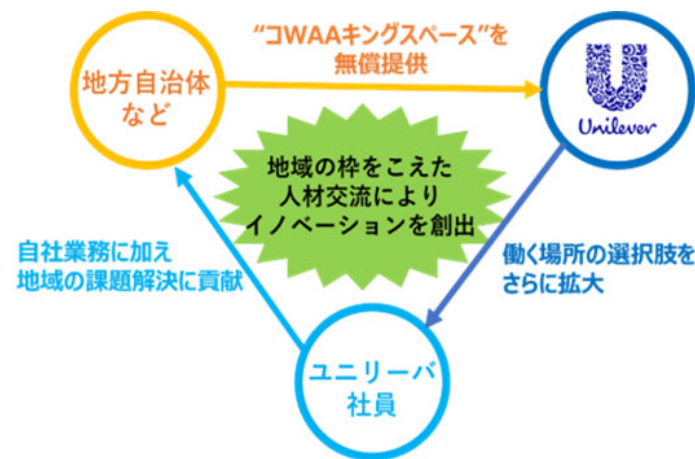 “コWAAキングスペース”を
無償提供
地方自治体
など
Unilever
地域の枠をこえた
人材交流により
イノベーションを創出
自社業務に加え
地域の課題解決に貢献
働く場所の選択肢を
さらに拡大
ユニリーバ
社員